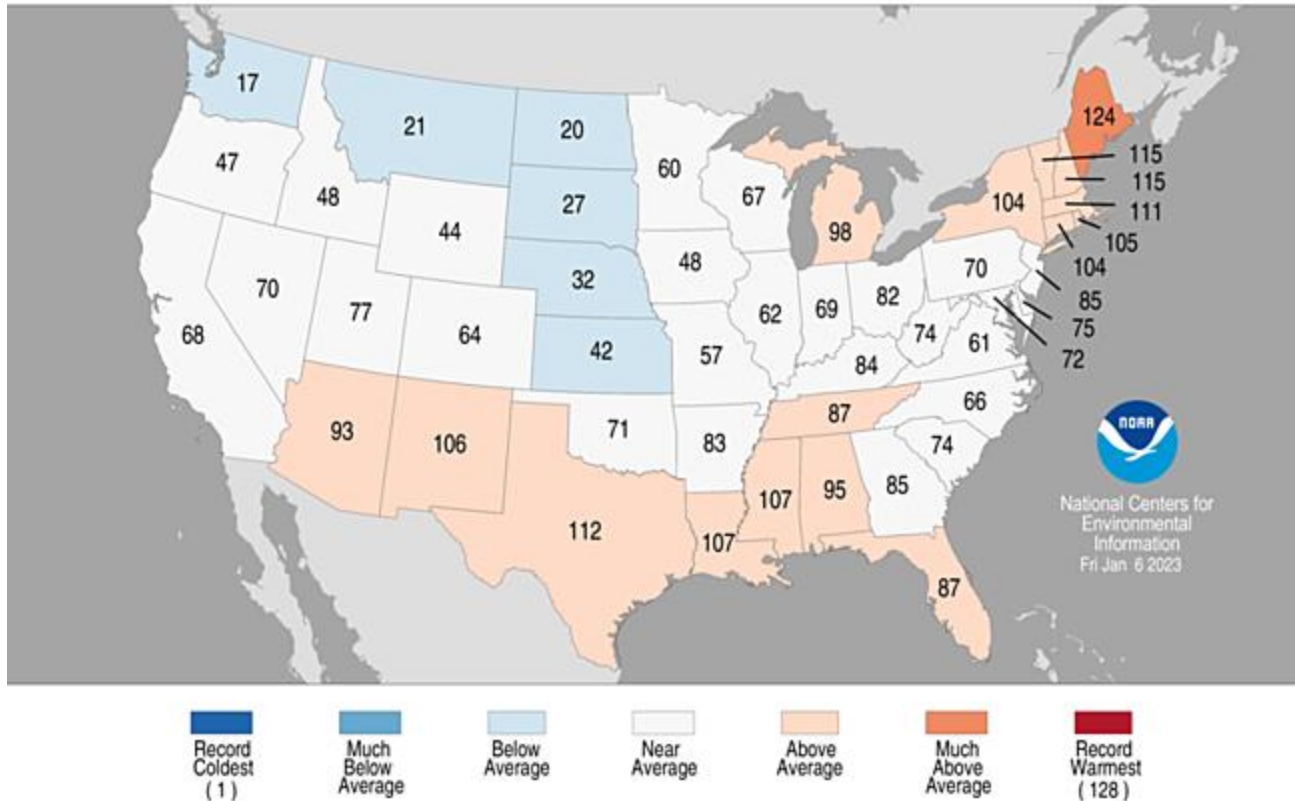 17
21
20
124
47
48
60
115
67
27
104
115
44
98
111
105
70
77
48
70
104
32
82
68
64
62
69
85
74
75
57
42
61
72
84
93
106
71
87
66
83
74
NOAA
107
95
85
112
107
87
National Centers for
Environmental
Information
Fri Jan 6 2023
Record
Coldest
(1)
Much
Below
Average
Below
Average
Near
Average
Above
Average
Much
Above
Average
Record
Warmest
(128)